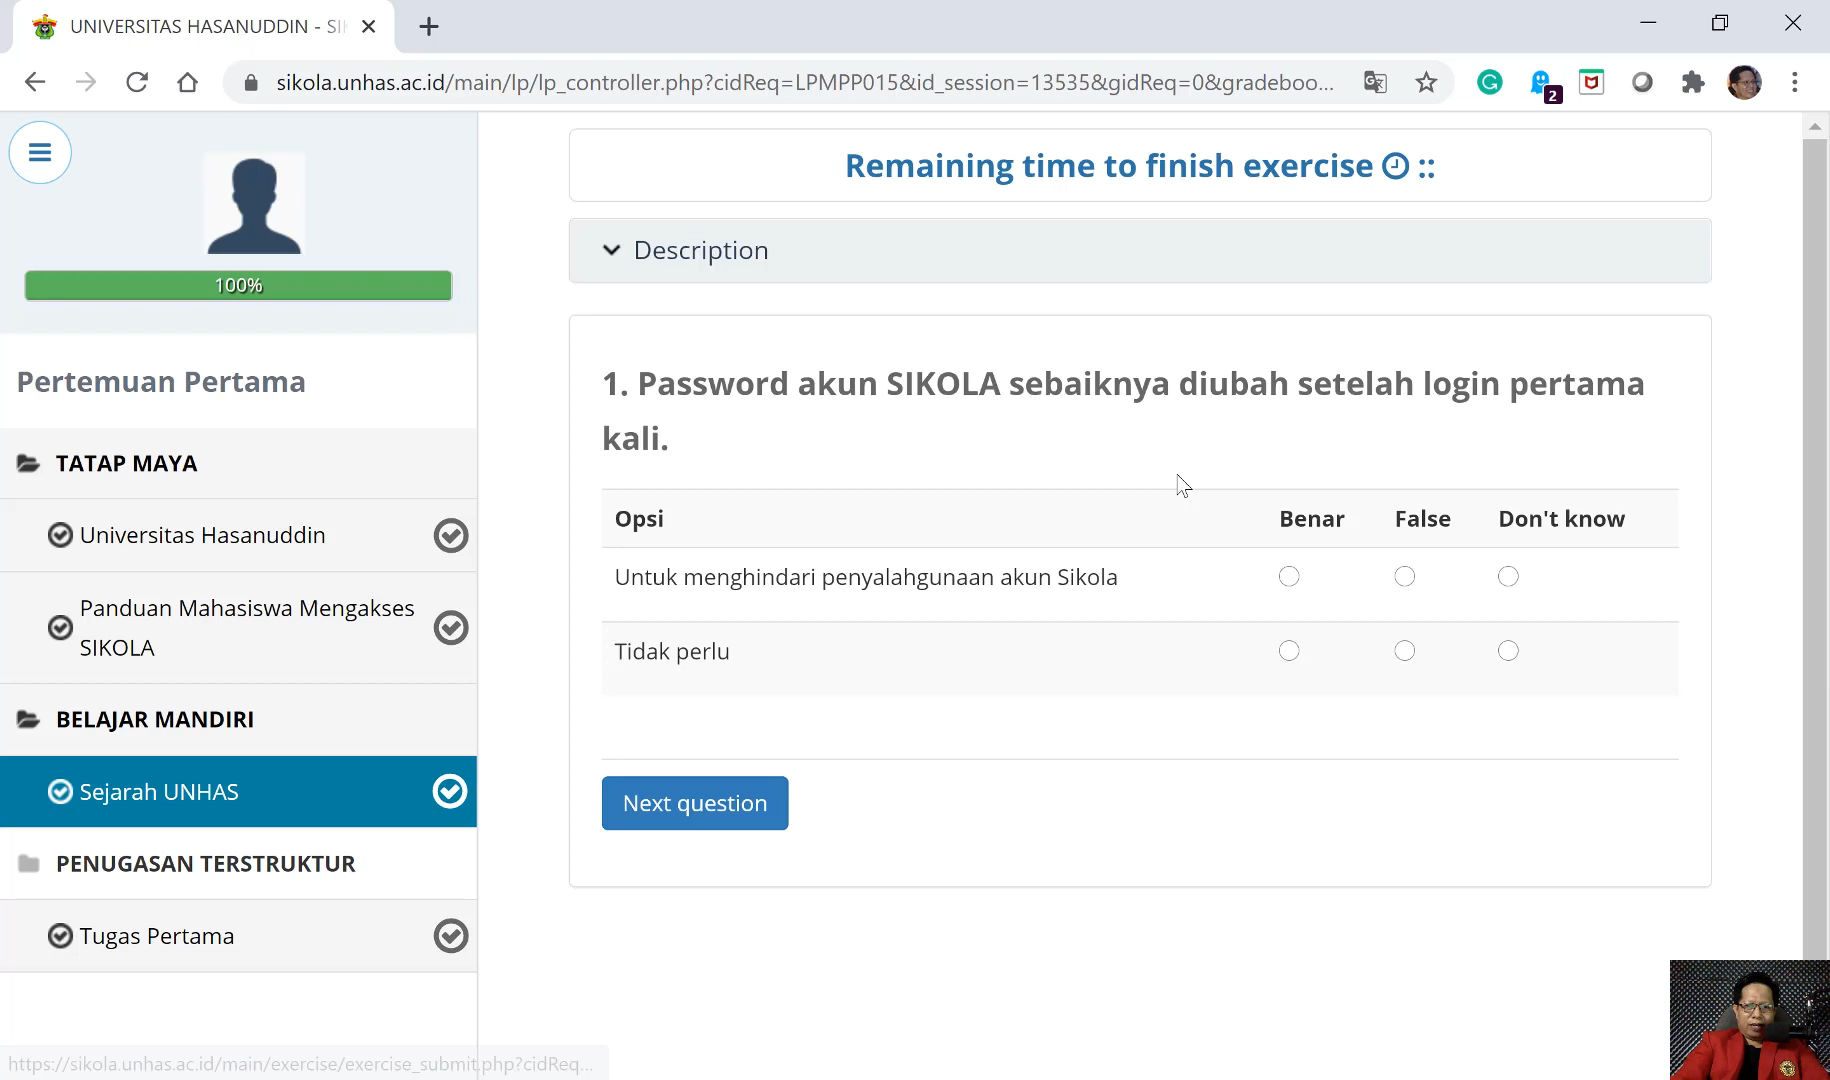 UNIVERSITAS HASANUDDIN - SI
sikola.unhas.ac.id/main/lp/lp_controller.php?cidReq=LPMPP015&id_session=13535&gidReq=0&gradeboo...
2
100%
Pertemuan Pertama
TATAP MAYA
Universitas Hasanuddin
Panduan Mahasiswa Mengakses
SIKOLA
BELAJAR MANDIRI
Sejarah UNHAS
PENUGASAN TERSTRUKTUR
Tugas Pertama
Remaining time to finish exercise ::
Description
1. Password akun SIKOLA sebaiknya diubah setelah login pertama
kali.
Opsi Benar False Don't know
Untuk menghindari penyalahgunaan akun Sikola
Tidak perlu
Next question
https://sikola.unhas.ac.id/main/exercise/exercise_submit.php?cidReq...